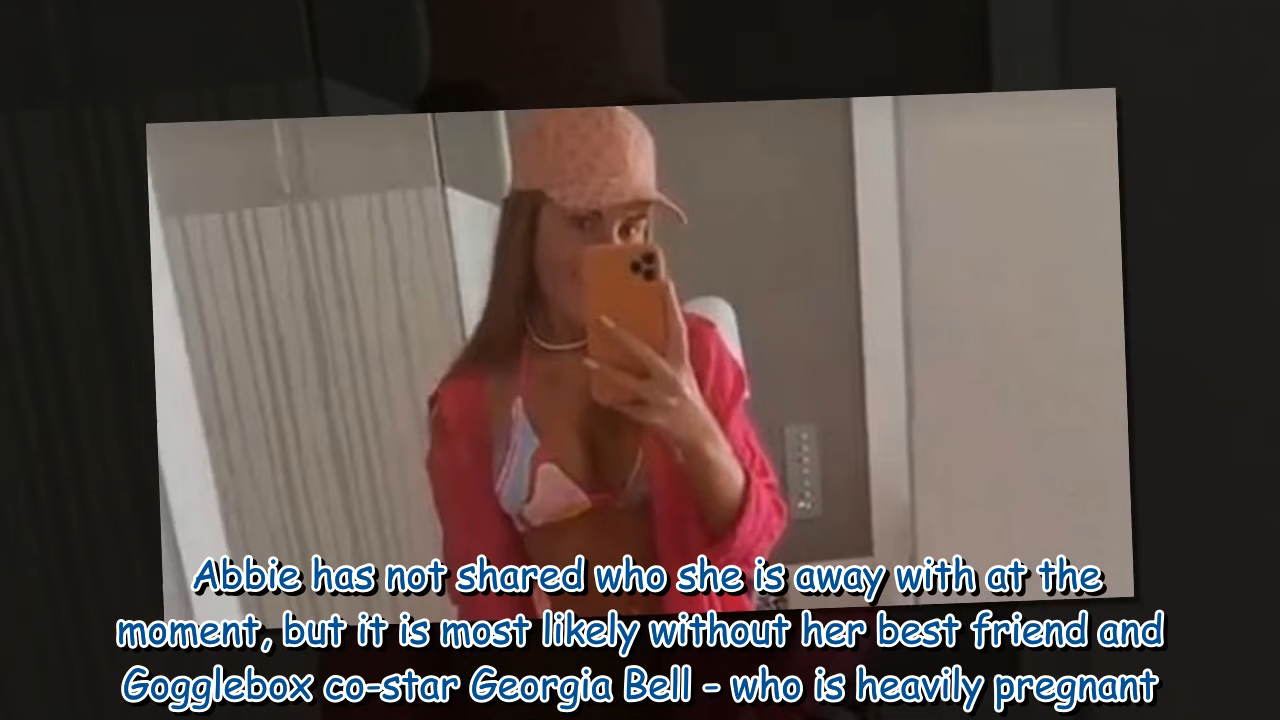 Abbie has not shared who she is away with at the
moment, but it is most likely without her best friend and
Gogglebox co-star Georgia Bell - who is heavily pregnant